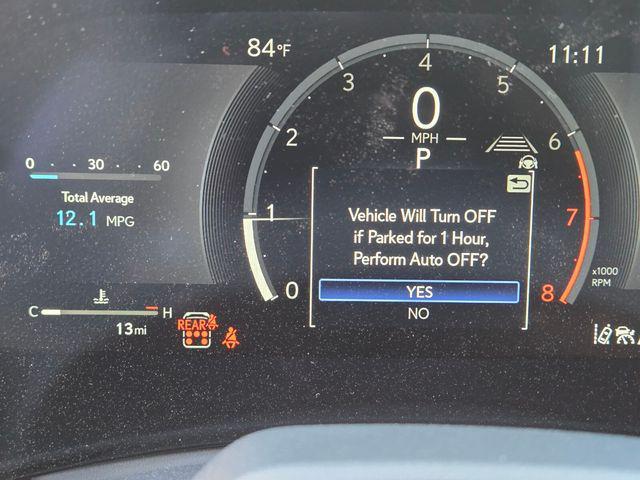 84°F
11:11
0 30 60
Total Average
12.1 MPG
C H
13 mi
REAR
0
1
2
3
4
5
6
7
8
x1000
RPM
0
MPH
P
Vehicle Will Turn OFF
if Parked for 1 Hour,
Perform Auto OFF?
YES
NO